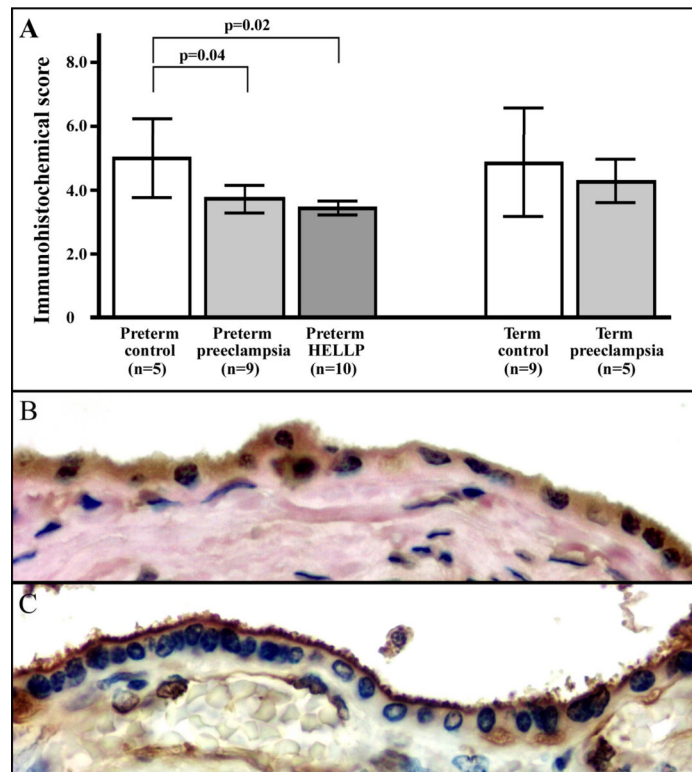 A
p=0.02
p=0.04
Immunohistochemical score
8.0
6.0
4.0
2.0
0
Preterm control (n=5)
Preterm preeclampsia (n=9)
Preterm HELLP (n=10)
Term control (n=9)
Term preeclampsia (n=5)
B
C